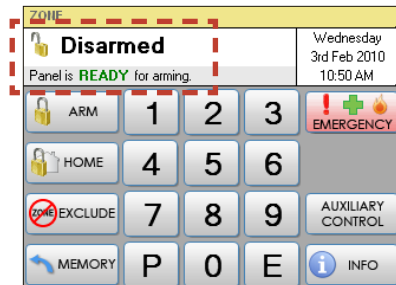 ZONE
Disarmed
Panel is READY for arming.
Wednesday
3rd Feb 2010
10:50 AM
ARM
1
2
3
EMERGENCY
HOME
4
5
6
ZONE
EXCLUDE
7
8
9
AUXILIARY
CONTROL
MEMORY
P
0
E
i
INFO